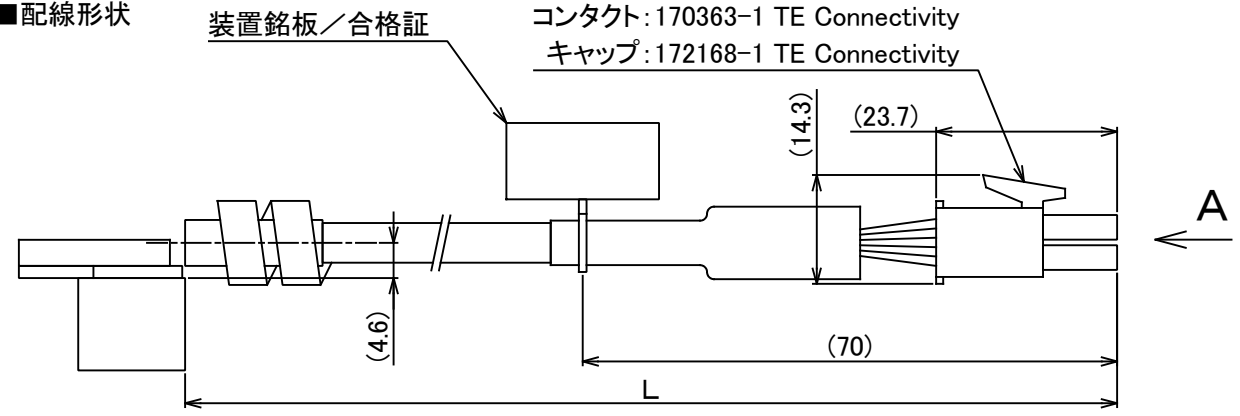 ■配線形状
装置銘板／合格証
コンタクト:170363-1 TE Connectivity
キャップ:172168-1 TE Connectivity
(14.3)
(23.7)
A
(4.6)
(70)
L